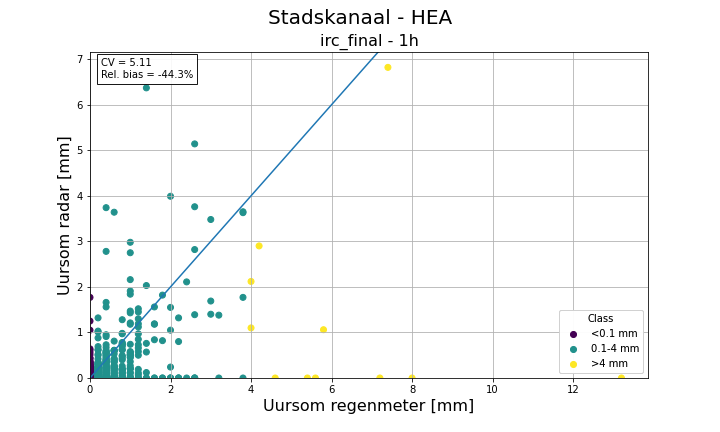 Stadskanaal - HEA
irc_final - 1h
CV = 5.11
Rel. bias = -44.3%
Uursom radar [mm]
7
6
5
4
3
2
1
0
0 2 4 6 8 10 12
Uursom regenmeter [mm]
Class
<0.1 mm
0.1-4 mm
>4 mm